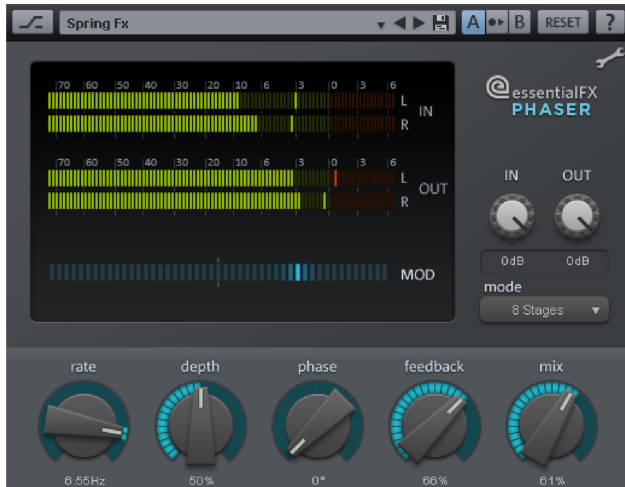 Spring Fx A B RESET ?
essentialFX
PHASER
70 60 50 40 30 20 10 6 3 0 3 6
L
IN
R
70 60 50 40 30 20 10 6 3 0 3 6
L
OUT
R
MOD
IN OUT
0dB 0dB
mode
8 Stages
rate depth phase feedback mix
6.55Hz 50% 0° 66% 61%